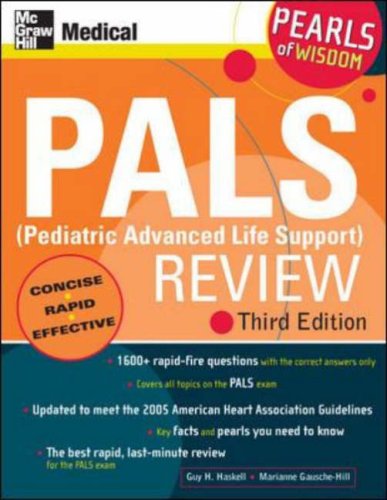 Mc
Graw
Hill
Medical
PEARLS
of WISDOM
PALS
(Pediatric Advanced Life Support)
REVIEW
Third Edition
CONCISE
RAPID
EFFECTIVE
• 1600+ rapid-fire questions with the correct answers only
• Covers all topics on the PALS exam
• Updated to meet the 2005 American Heart Association Guidelines
• Key facts and pearls you need to know
• The best rapid, last-minute review
for the PALS exam
Guy H. Haskell • Marianne Gausche-Hill